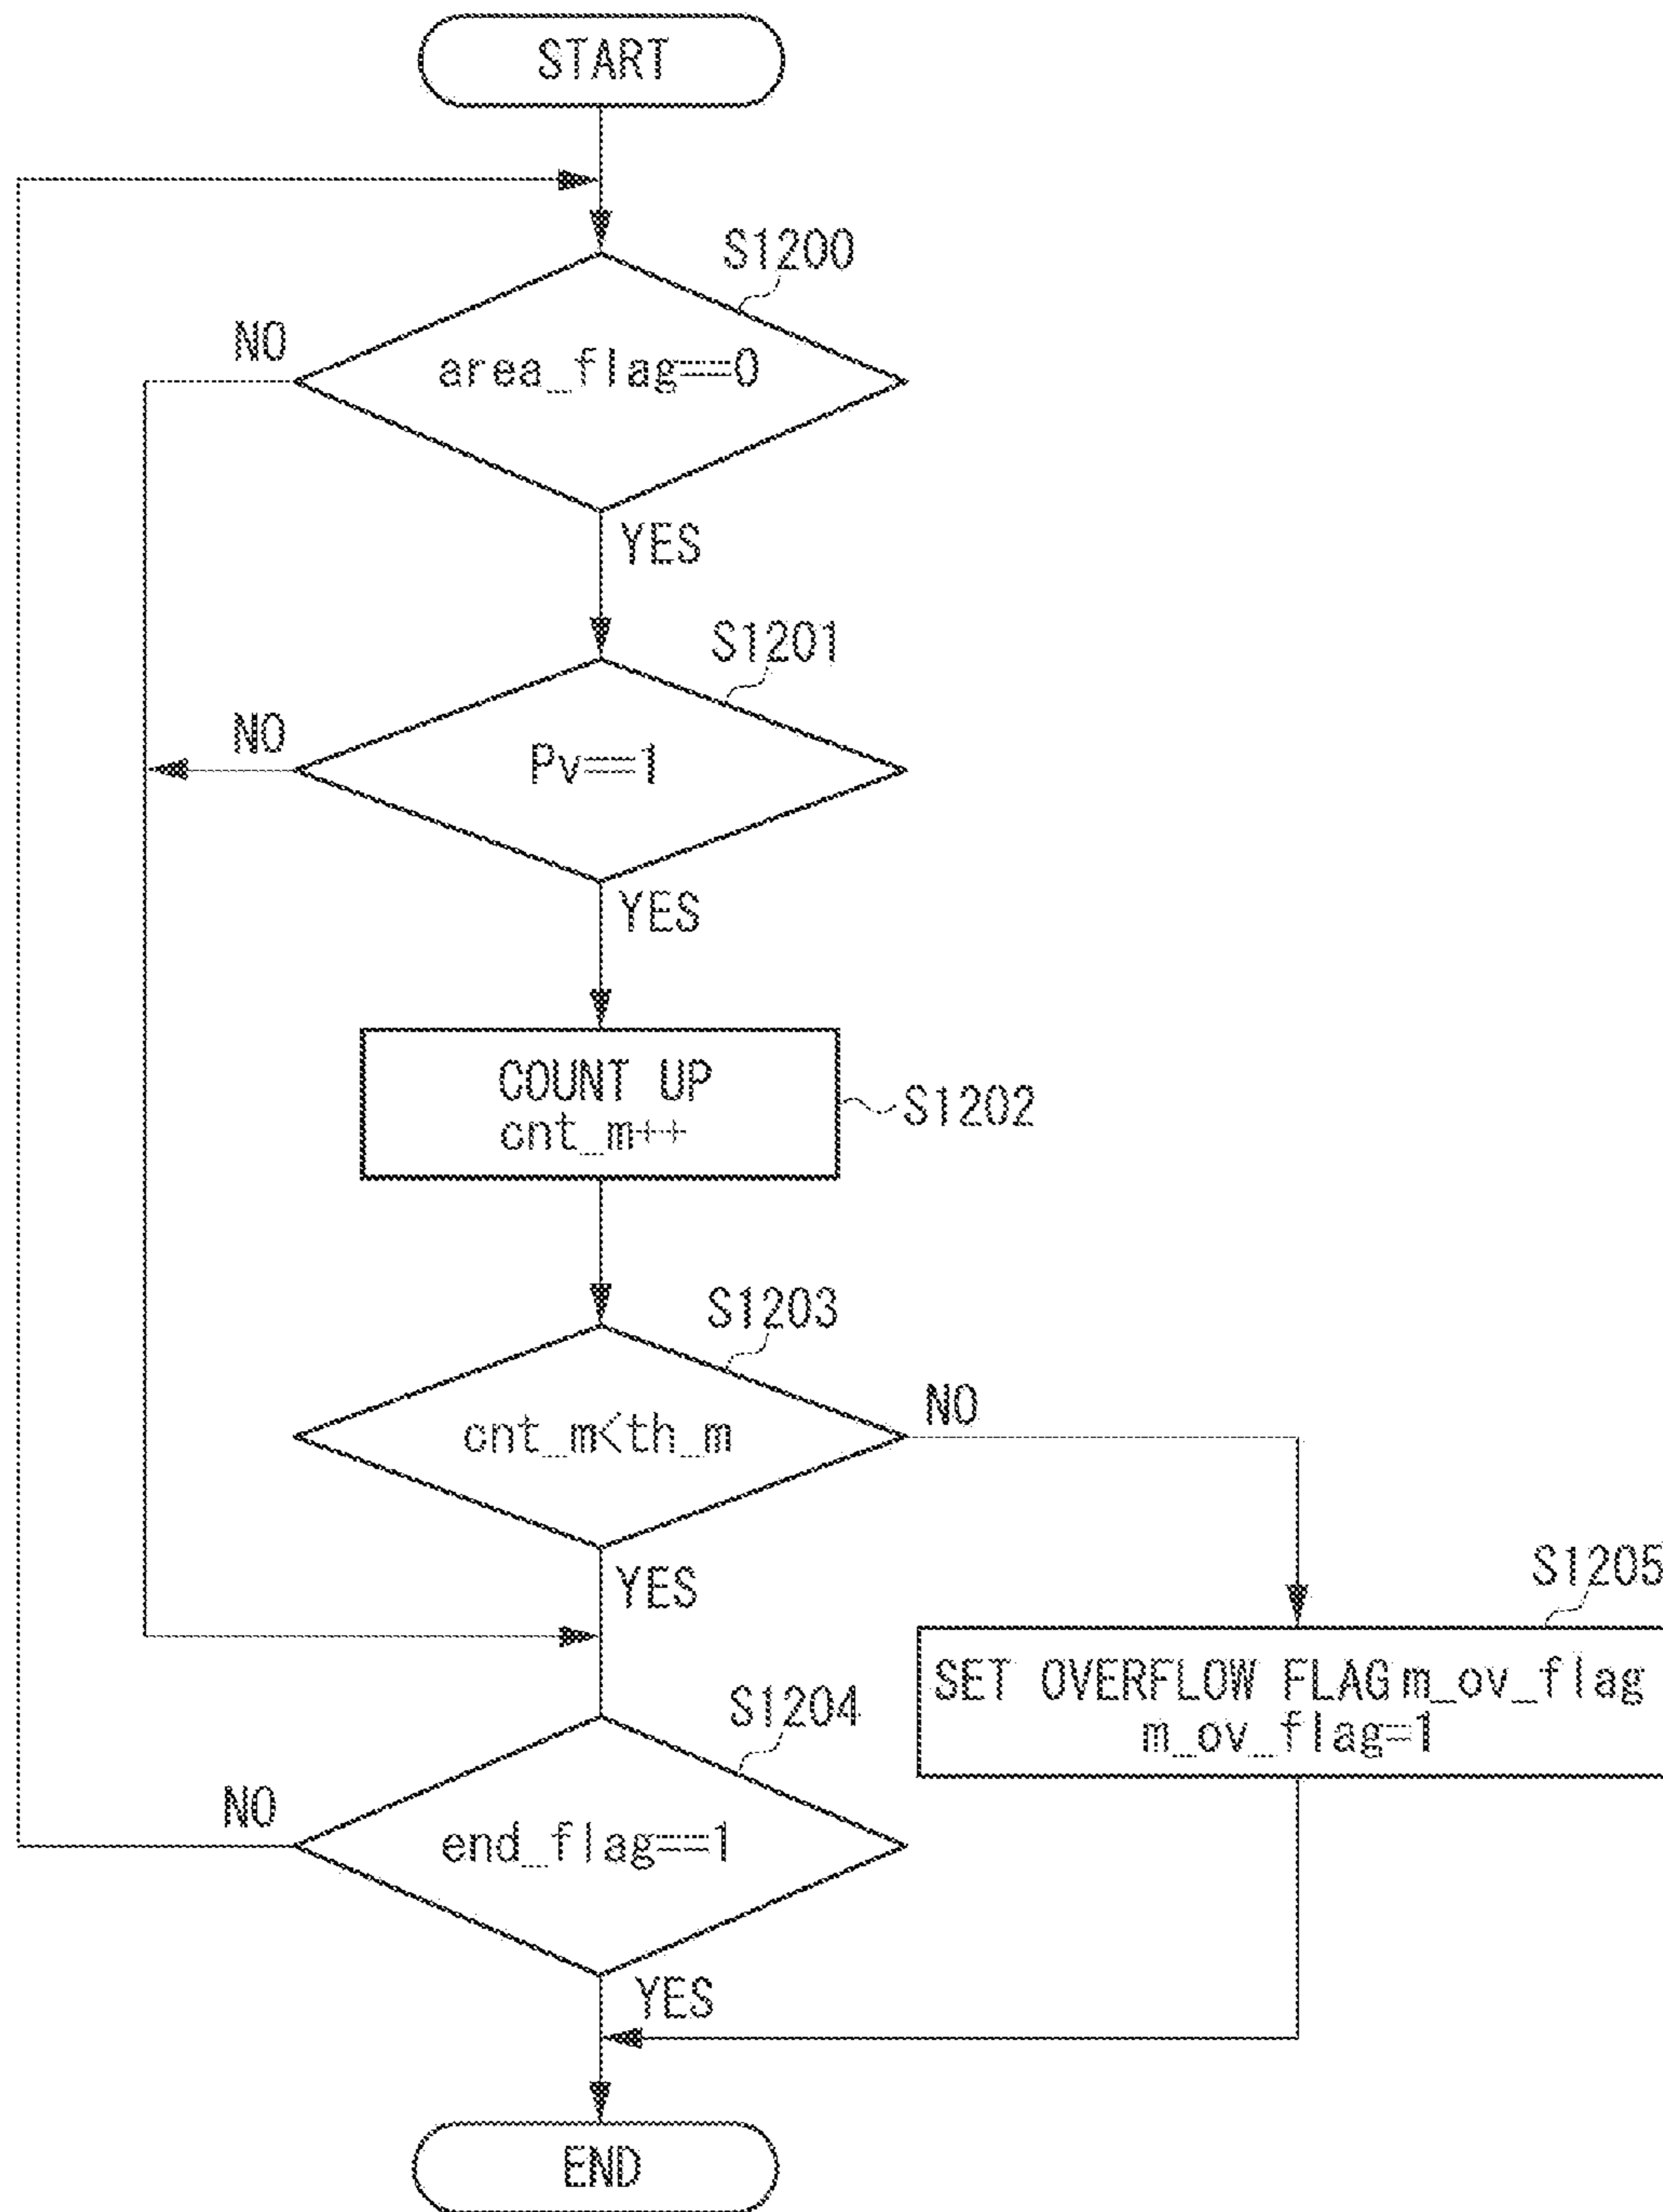 START
S1200
NO
area_flag==0
YES
S1201
NO
Pv==1
YES
COUNT UP
cnt_m++
S1202
S1203
cnt_m<th_m
NO
YES
S1205
SET OVERFLOW FLAG m_ov_flag
m_ov_flag=1
S1204
NO
end_flag==1
YES
END